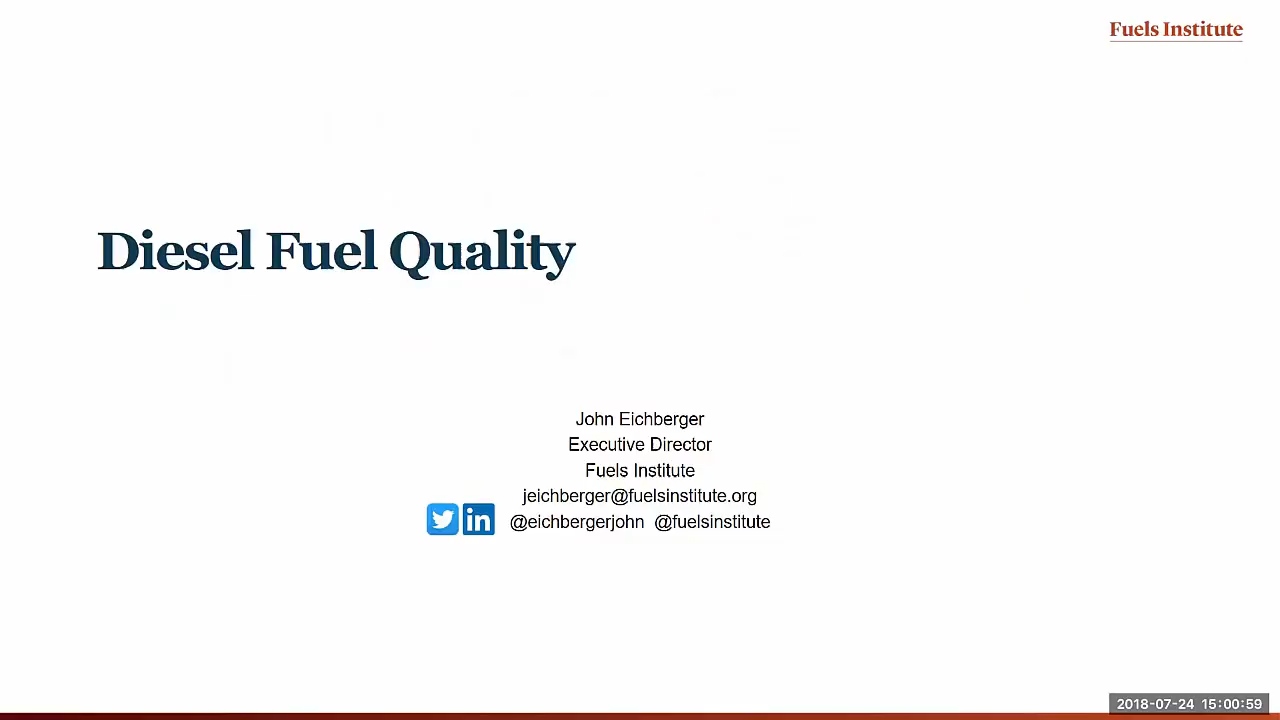 Fuels Institute
Diesel Fuel Quality
John Eichberger
Executive Director
Fuels Institute
jeichberger@fuelsinstitute.org
@eichbergerjohn @fuelsinstitute
2018-07-24 15:00:59